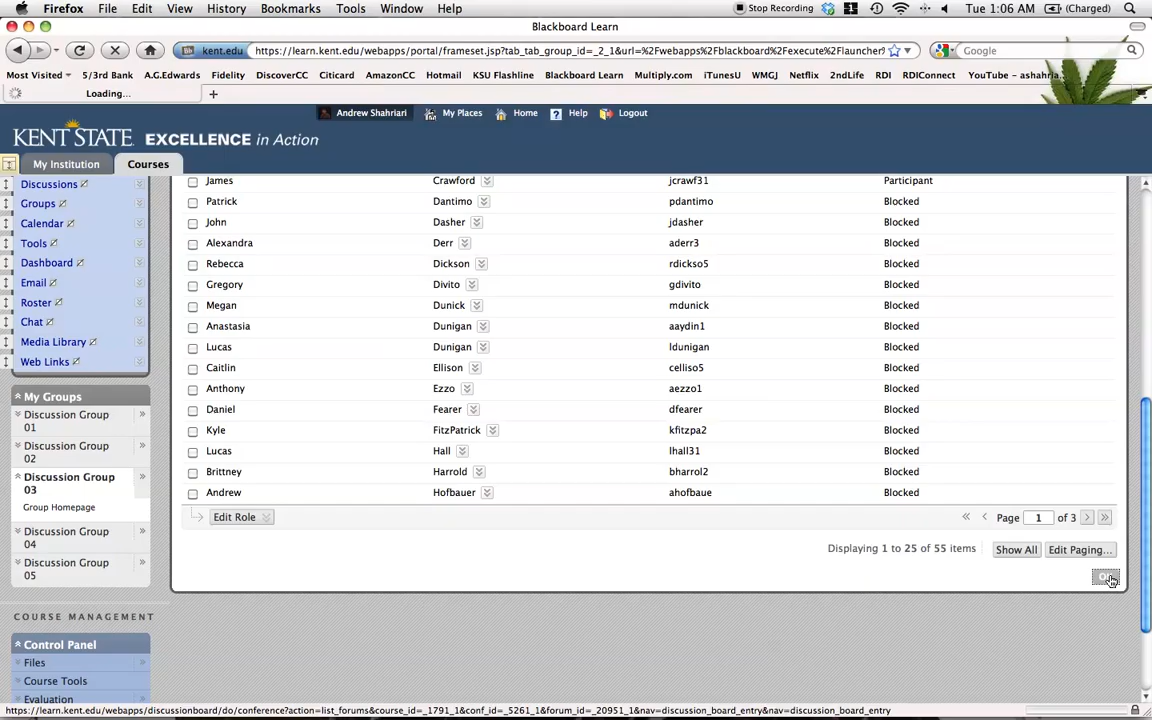 Firefox File Edit View History Bookmarks Tools Window Help Stop Recording Tue 1:06 AM (Charged)
Blackboard Learn
kent.edu https://learn.kent.edu/webapps/portal/frameset.jsp?tab_tab_group_id=_2_1&url=%2Fwebapps%2Fblackboard%2Fexecute%2Flauncher? Google
Most Visited 5/3rd Bank A.G.Edwards Fidelity DiscoverCC Citicard AmazonCC Hotmail KSU Flashline Blackboard Learn Multiply.com iTunesU WMGJ Netflix 2ndLife RDI RDIConnect YouTube - ashahria...
Loading...
Andrew Shahriari My Places Home Help Logout
KENT STATE EXCELLENCE in Action
My Institution Courses
Discussions
Groups
Calendar
Tools
Dashboard
Email
Roster
Chat
Media Library
Web Links
My Groups
Discussion Group 01
Discussion Group 02
Discussion Group 03
Group Homepage
Discussion Group 04
Discussion Group 05
COURSE MANAGEMENT
Control Panel
Files
Course Tools
Evaluation
James Crawford jcrawf31 Participant
Patrick Dantimo pdantimo Blocked
John Dasher jdasher Blocked
Alexandra Derr aderr3 Blocked
Rebecca Dickson rdickso5 Blocked
Gregory Divito gdivito Blocked
Megan Dunick mdunick Blocked
Anastasia Dunigan aaydin1 Blocked
Lucas Dunigan ldunigan Blocked
Caitlin Ellison celliso5 Blocked
Anthony Ezzo aezzo1 Blocked
Daniel Fearer dfearer Blocked
Kyle FitzPatrick kfitzpa2 Blocked
Lucas Hall lhall31 Blocked
Brittney Harrold bharrol2 Blocked
Andrew Hofbauer ahofbaue Blocked
Edit Role Page 1 of 3
Displaying 1 to 25 of 55 items Show All Edit Paging...
https://learn.kent.edu/webapps/discussionboard/do/conference?action=list_forums&course_id=_1791_1&conf_id=_5261_1&forum_id=_20951_1&nav=discussion_board_entry&nav=discussion_board_entry